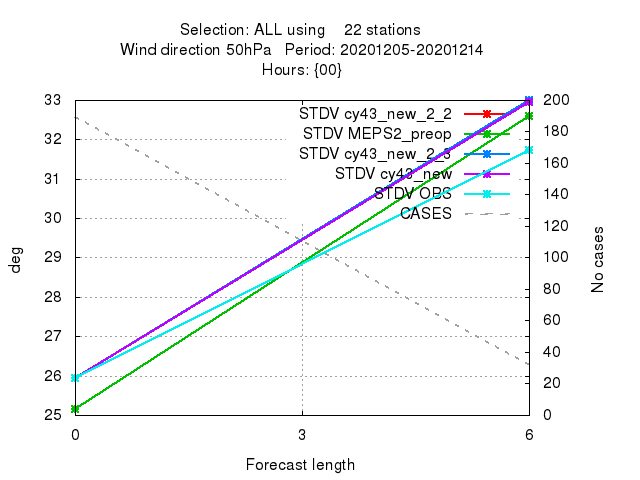 Selection: ALL using    22 stations
Wind direction 50hPa   Period: 20201205-20201214
Hours: {00}
33
32
31
30
29
28
27
26
25
deg
200
180
160
140
120
100
80
60
40
20
0
No cases
STDV cy43_new_2_2
STDV MEPS2_preop
STDV cy43_new_2_3
STDV cy43_new
STDV OBS
CASES
0 3 6
Forecast length